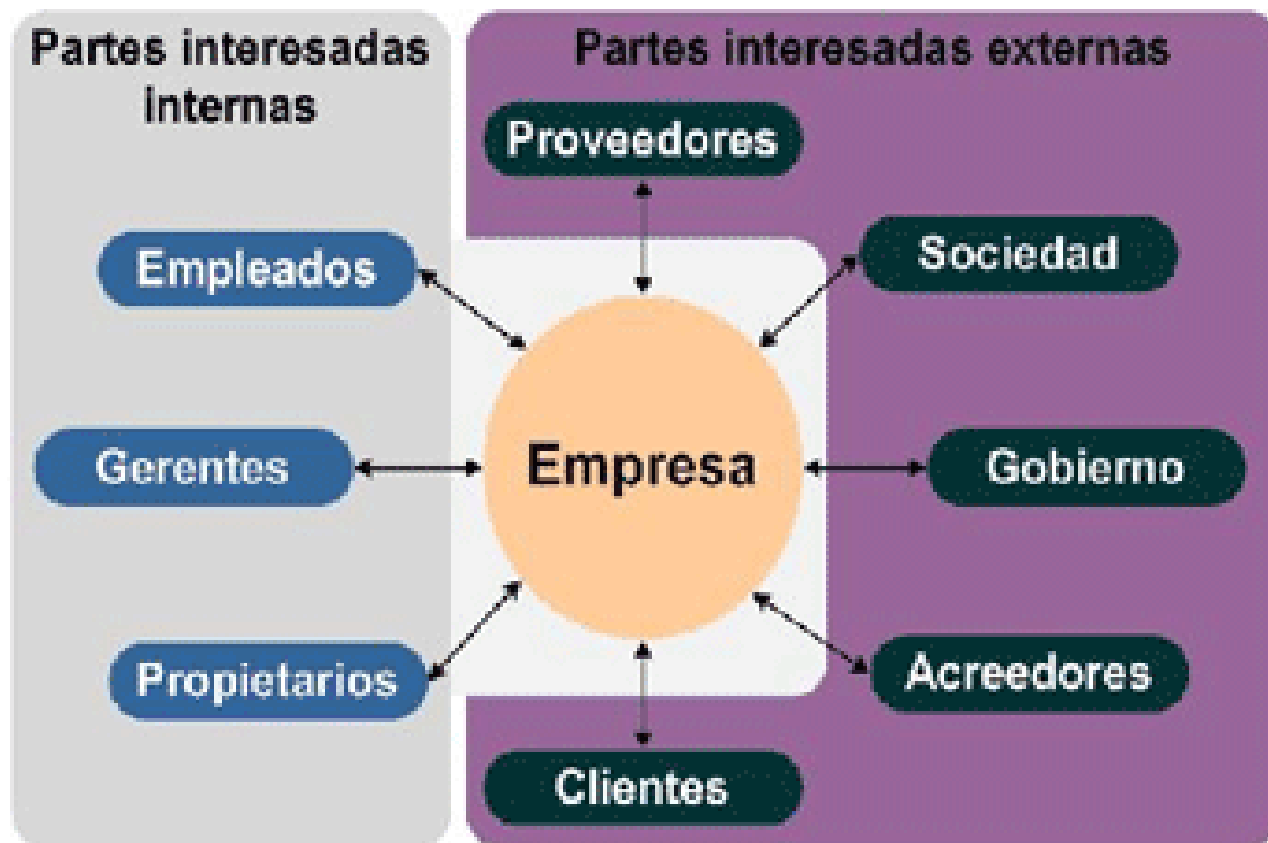 Partes interesadas
internas
Partes interesadas externas
Proveedores
Empleados
Sociedad
Gerentes
Empresa
Gobierno
Propietarios
Acreedores
Clientes